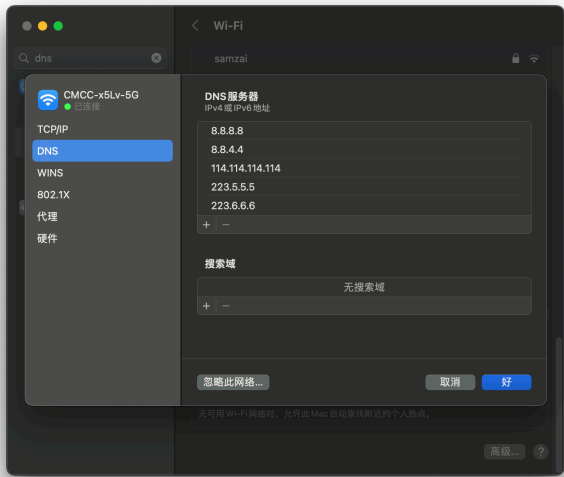 Wi-Fi
dns
samzai
CMCC-x5Lv-5G
已连接
TCP/IP
DNS
WINS
802.1X
代理
硬件
DNS服务器
IPv4或IPv6地址
8.8.8.8
8.8.4.4
114.114.114.114
223.5.5.5
223.6.6.6
+ −
搜索域
无搜索域
+ −
忽略此网络...
取消
好
无可用Wi-Fi网络时，允许此Mac自动查找附近的个人热点。
高级...
?